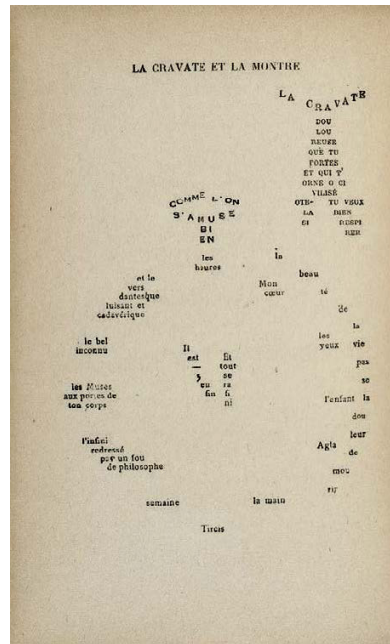 LA CRAVATE ET LA MONTRE
LA CRAVATE
DOU
LOU
REUSE
QUE TU
PORTES
ET QUI T'
ORNE O CI
VILISÉ
OTE- TU VEUX
LA BIEN
SI RESPI
RER
COMME L'ON
S'AMUSE
BI
EN
les
heures
la
beau
té
de
la
vie
pas
se
la
dou
leur
de
mou
rir
Mon
cœur
les
yeux
l'enfant
Agla
la main
Tircis
semaine
l'infini
redressé
par un fou
de philosophe
les Muses
aux portes de
ton corps
le bel
inconnu
et le
vers
dantesque
luisant et
cadavérique
Il
est
—
5
en
fin
fit
tout
se
ra
fi
ni